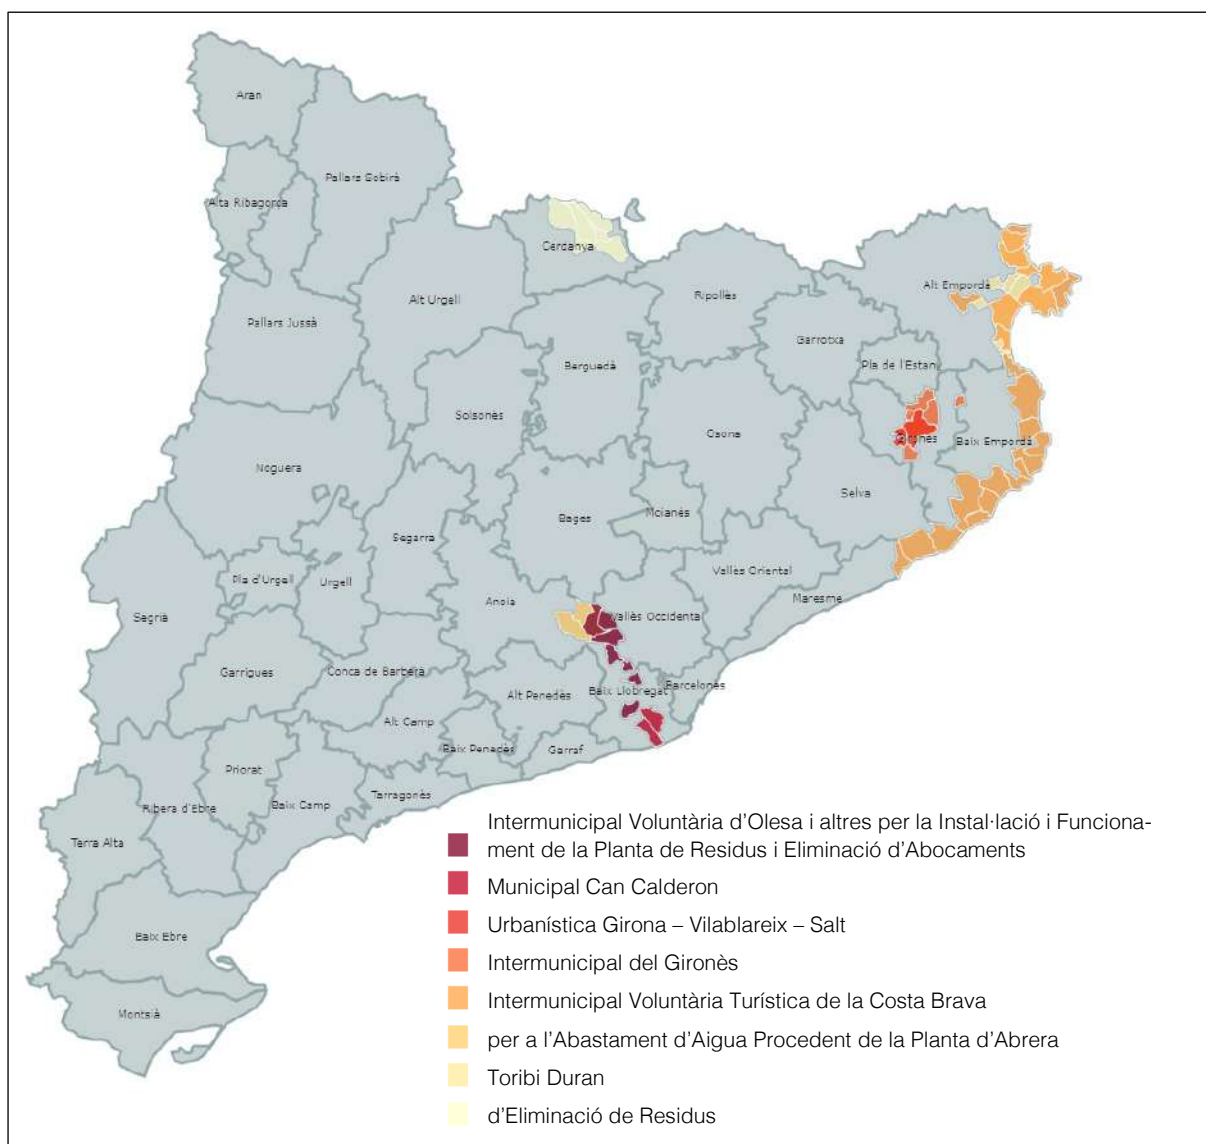 Aran
Pallars Sobirà
Alta Ribagorça
Cerdanya
Alt Urgell
Ripollès
Alt Empordà
Pallars Jussà
Garrotxa
Pla de l'Estany
Berguedà
Solsonès
Osona
Gironès
Baix Empordà
Noguera
Selva
Bages
Moianès
Segarra
Vallès Oriental
Pla d'Urgell
Urgell
Anoia
Maresme
Segrià
Vallès Occidental
Garrigues
Conca de Barberà
Alt Penedès
Baix Llobregat
Barcelonès
Alt Camp
Baix Penedès
Garraf
Priorat
Tarragonès
Ribera d'Ebre
Baix Camp
Terra Alta
Baix Ebre
Montsià
Intermunicipal Voluntària d'Olesa i altres per la Instal·lació i Funciona-
ment de la Planta de Residus i Eliminació d'Abocaments
Municipal Can Calderon
Urbanística Girona – Vilablareix – Salt
Intermunicipal del Gironès
Intermunicipal Voluntària Turística de la Costa Brava
per a l'Abastament d'Aigua Procedent de la Planta d'Abrera
Toribi Duran
d'Eliminació de Residus